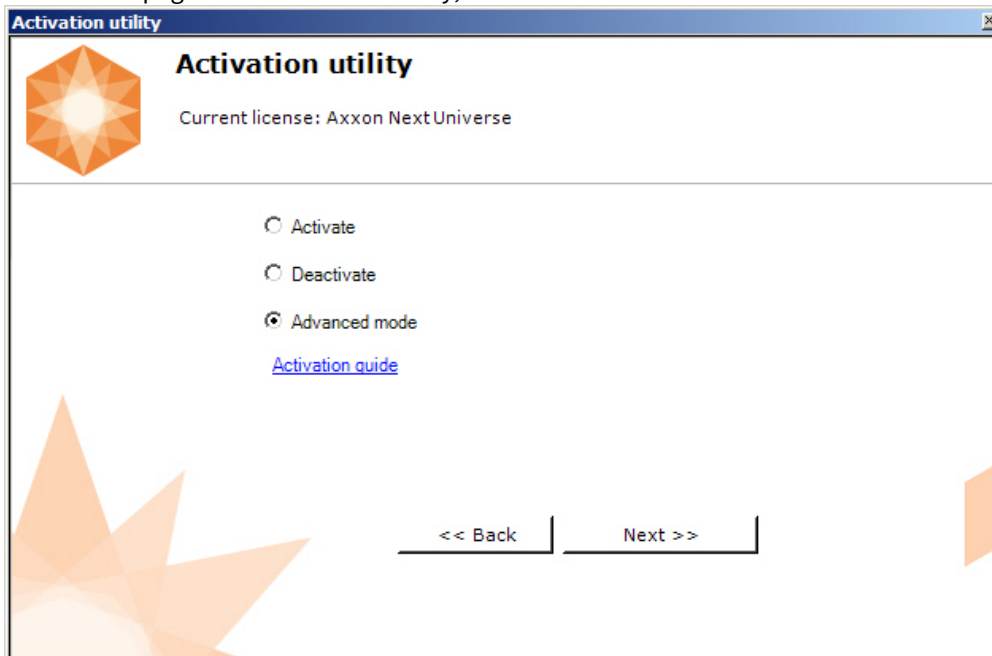 Activation utility
Activation utility
Current license: Axxon Next Universe
Activate
Deactivate
Advanced mode
Activation guide
<< Back Next >>